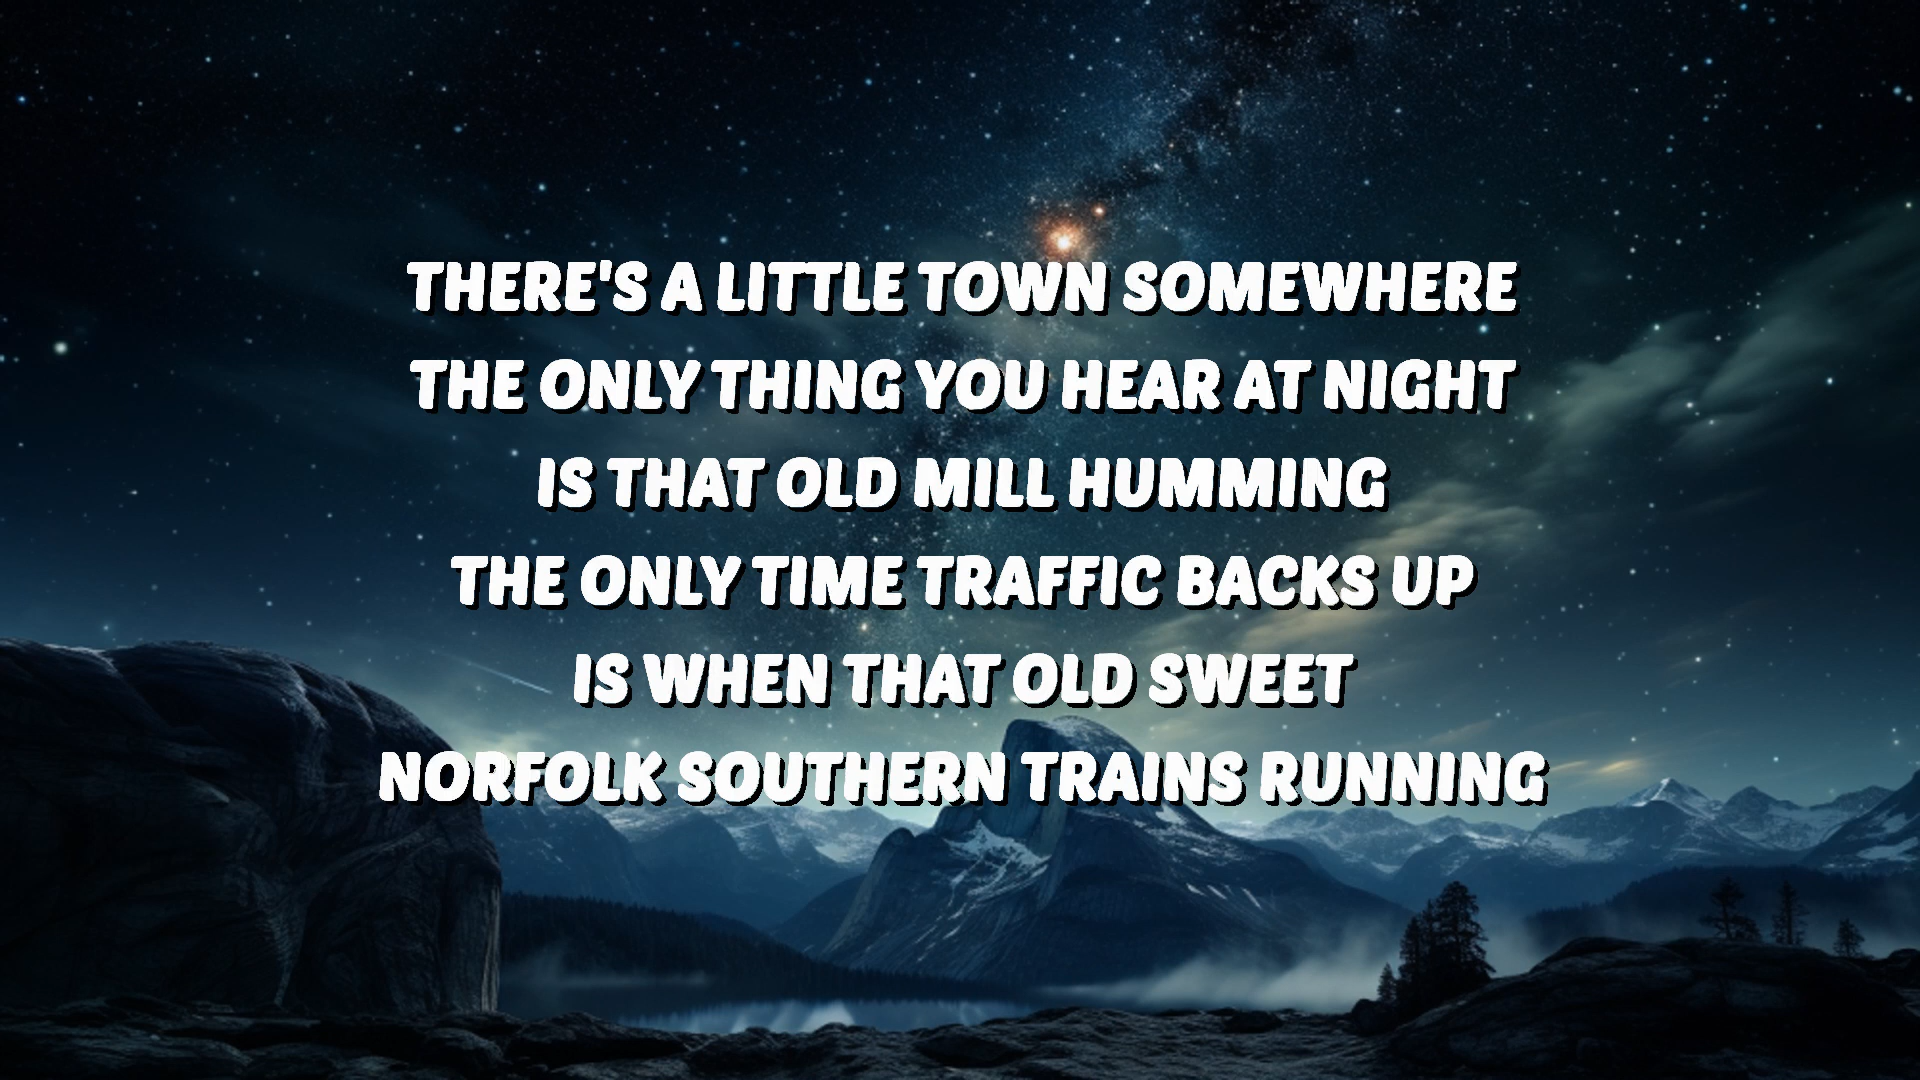 THERE'S A LITTLE TOWN SOMEWHERE
THE ONLY THING YOU HEAR AT NIGHT
IS THAT OLD MILL HUMMING
THE ONLY TIME TRAFFIC BACKS UP
IS WHEN THAT OLD SWEET
NORFOLK SOUTHERN TRAINS RUNNING